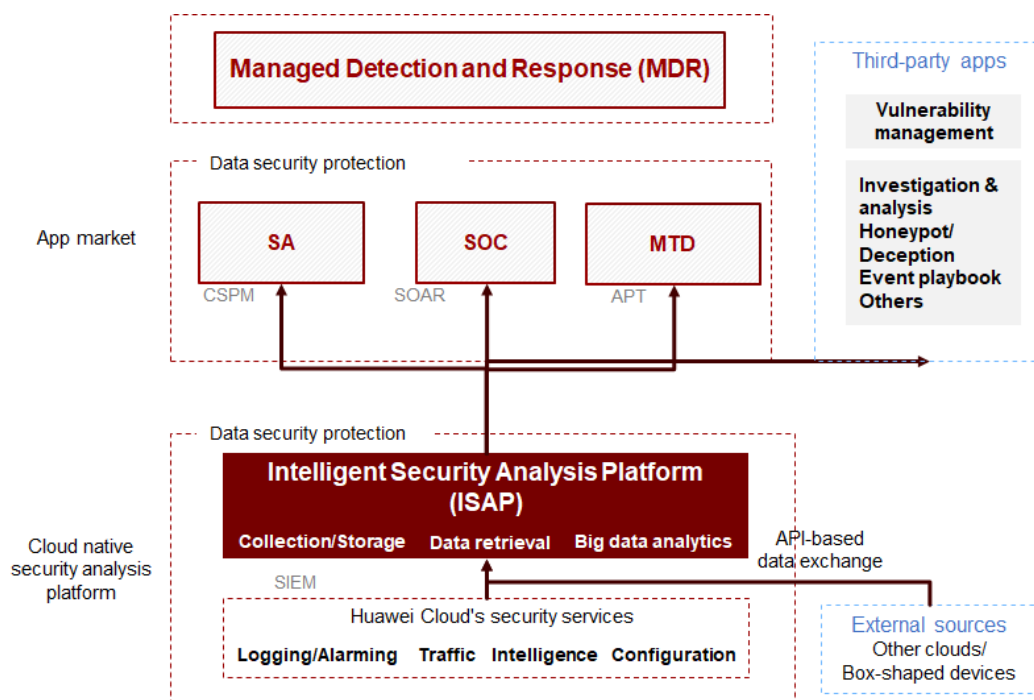 Managed Detection and Response (MDR)
Third-party apps
Vulnerability
management
Investigation &
analysis
Honeypot/
Deception
Event playbook
Others
Data security protection
App market
SA
SOC
MTD
CSPM
SOAR
APT
Data security protection
Intelligent Security Analysis Platform
(ISAP)
Collection/Storage
Data retrieval
Big data analytics
Cloud native
security analysis
platform
SIEM
API-based
data exchange
Huawei Cloud's security services
Logging/Alarming
Traffic
Intelligence
Configuration
External sources
Other clouds/
Box-shaped devices